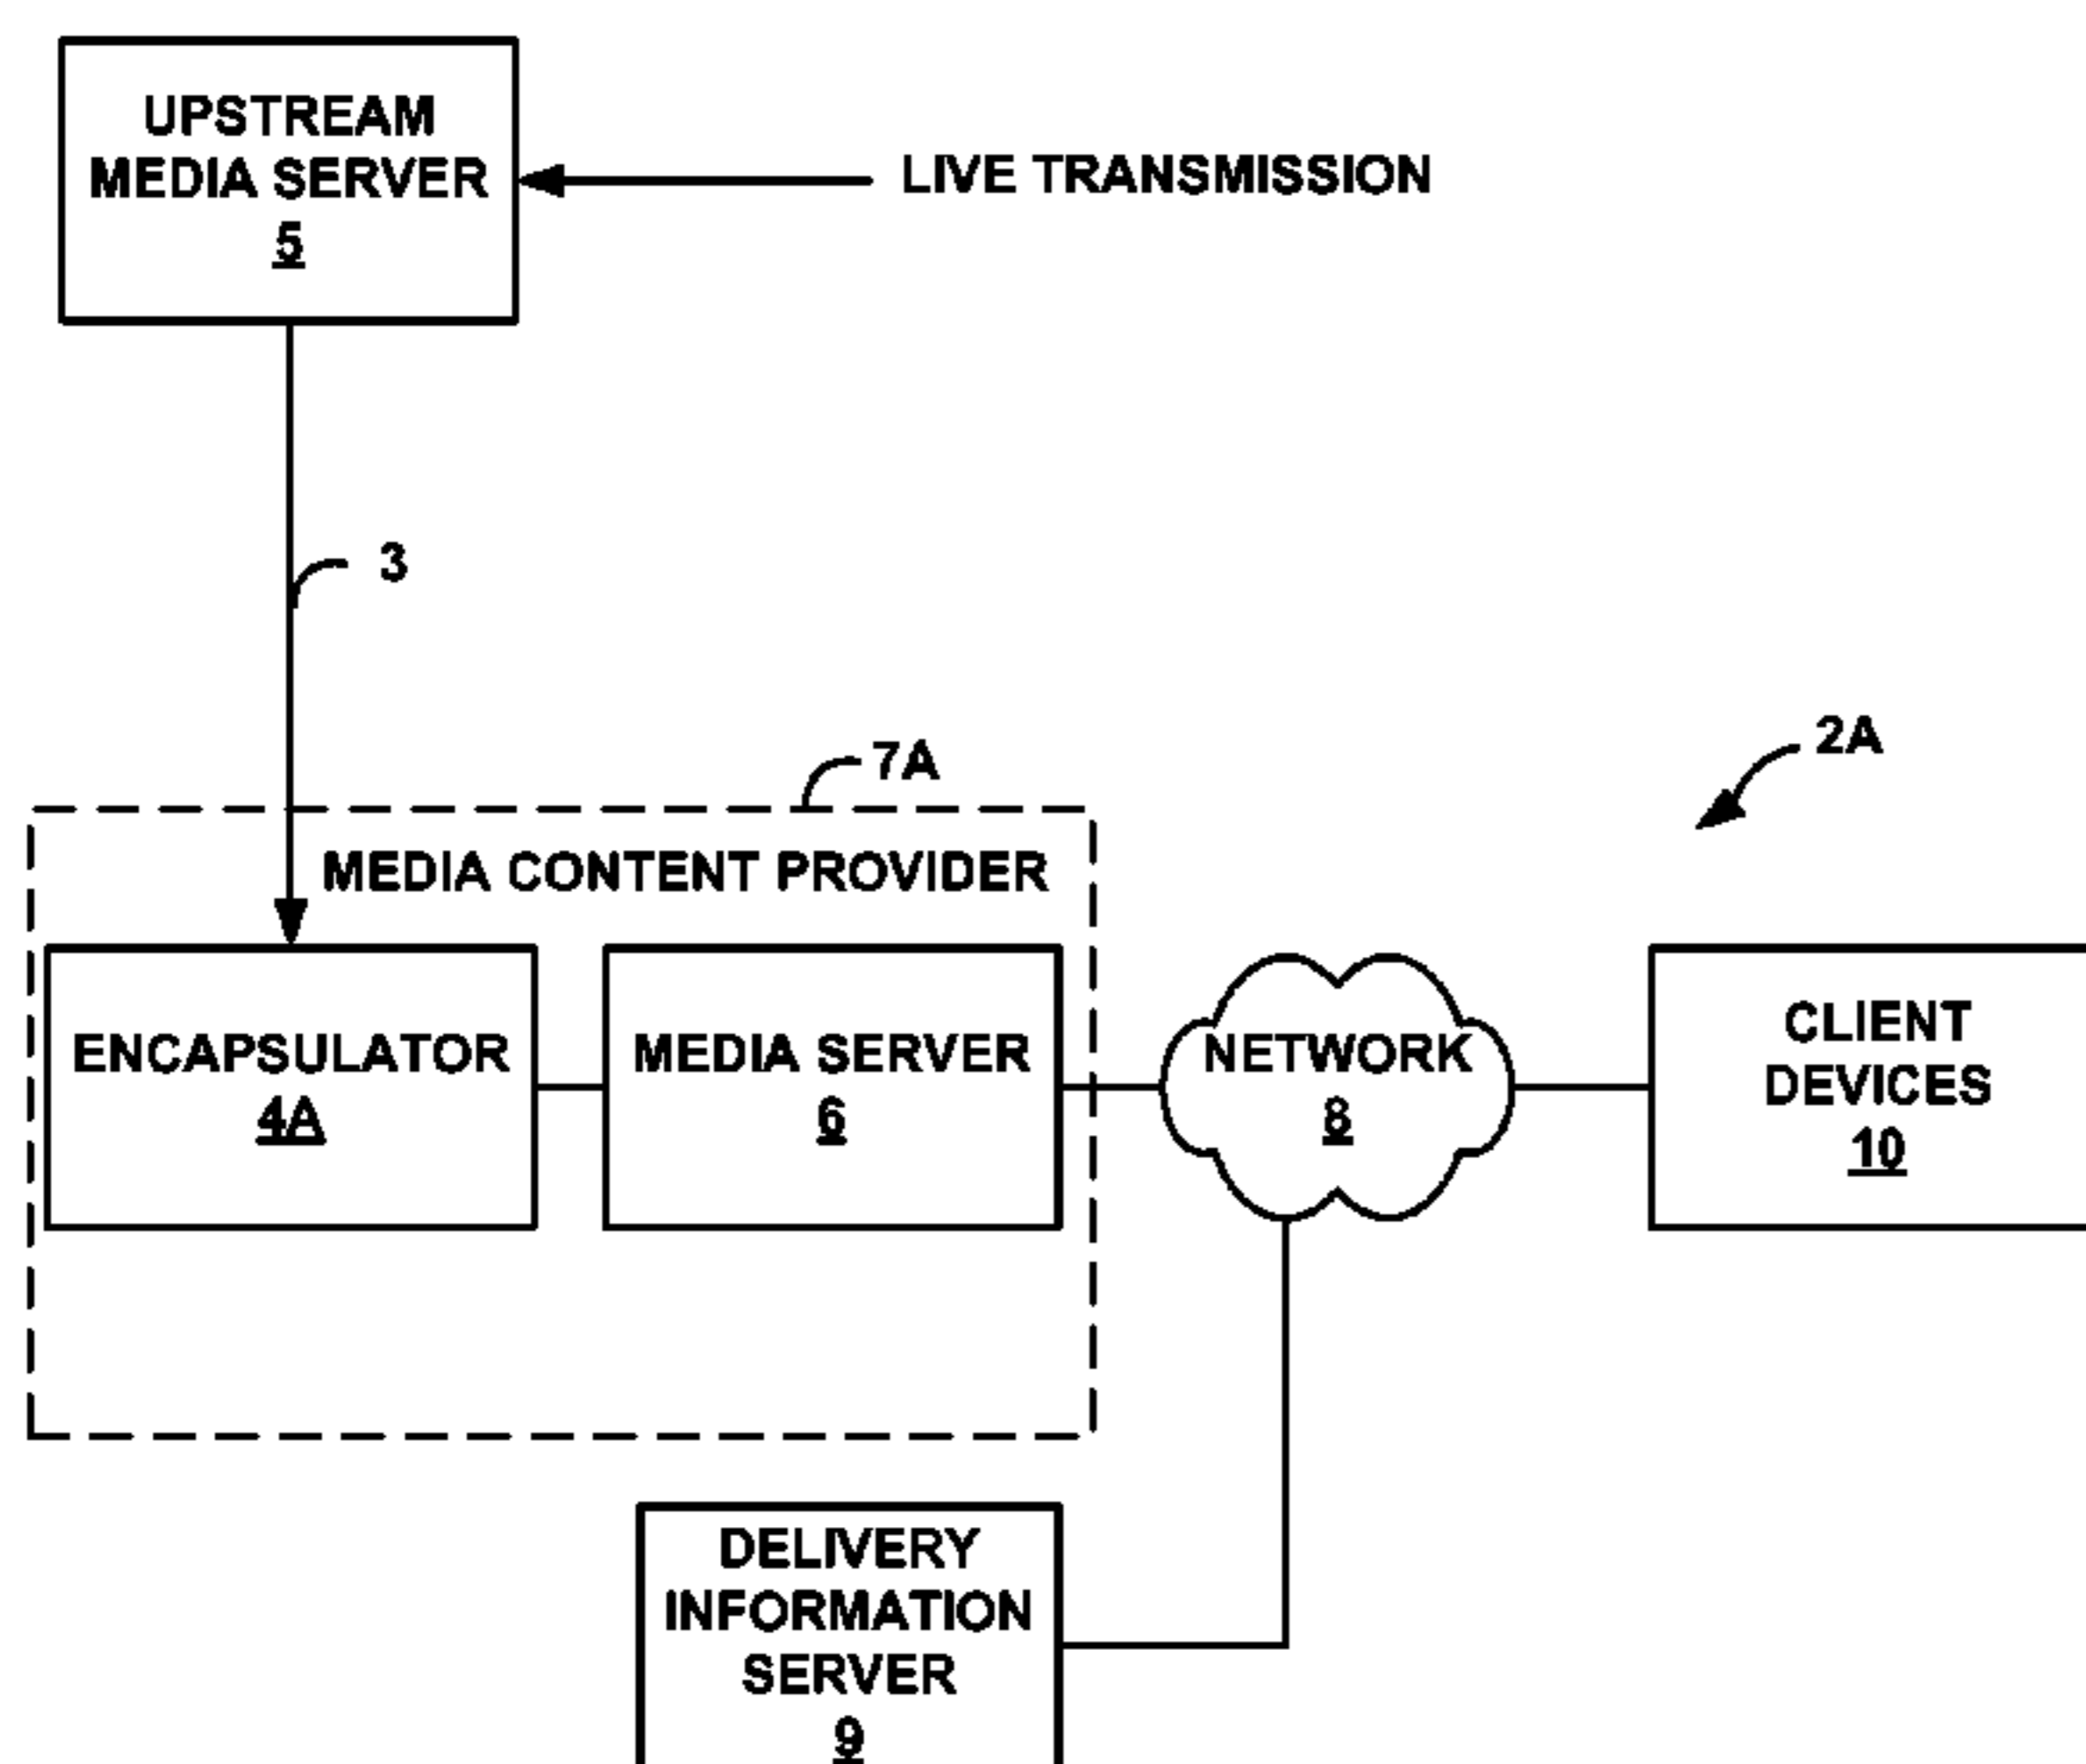 UPSTREAM
MEDIA SERVER
5
LIVE TRANSMISSION
3
7A
2A
MEDIA CONTENT PROVIDER
ENCAPSULATOR
4A
MEDIA SERVER
6
NETWORK
8
CLIENT
DEVICES
10
DELIVERY
INFORMATION
SERVER
9